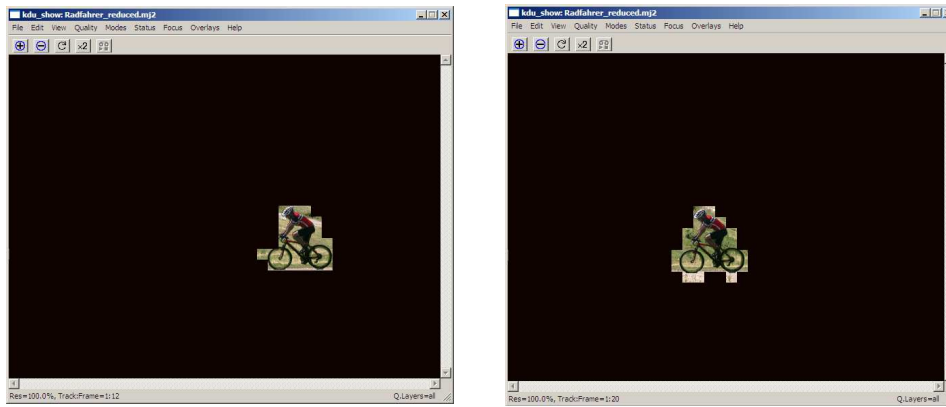 kdu_show: Radfahrer_reduced.mj2
File Edit View Quality Modes Status Focus Overlays Help
×2
Res=100.0%, Track:Frame=1:12 Q.Layers=all
kdu_show: Radfahrer_reduced.mj2
File Edit View Quality Modes Status Focus Overlays Help
×2
Res=100.0%, Track:Frame=1:20 Q.Layers=all